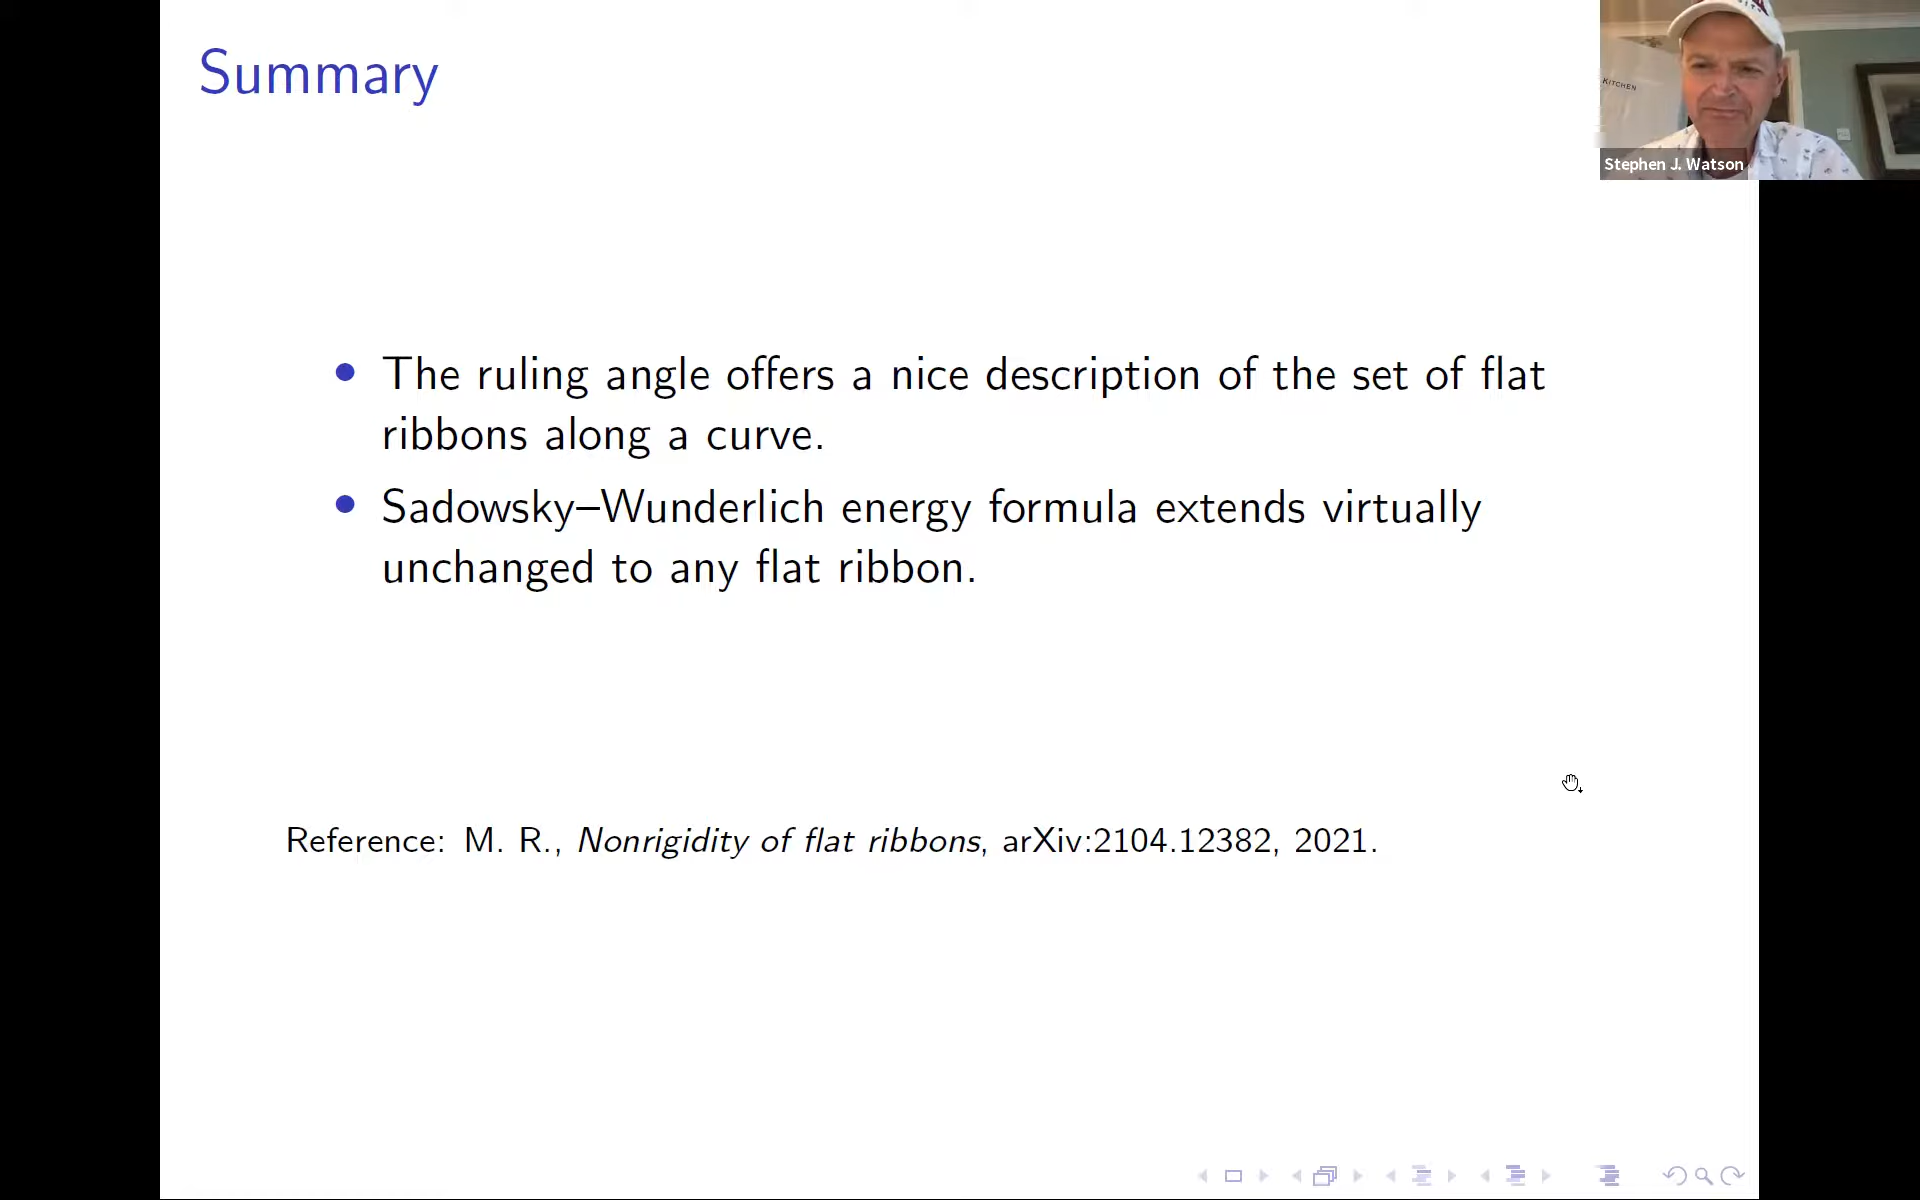 Summary
KITCHEN
Stephen J. Watson
• The ruling angle offers a nice description of the set of flat
ribbons along a curve.
• Sadowsky–Wunderlich energy formula extends virtually
unchanged to any flat ribbon.
Reference: M. R., Nonrigidity of flat ribbons, arXiv:2104.12382, 2021.